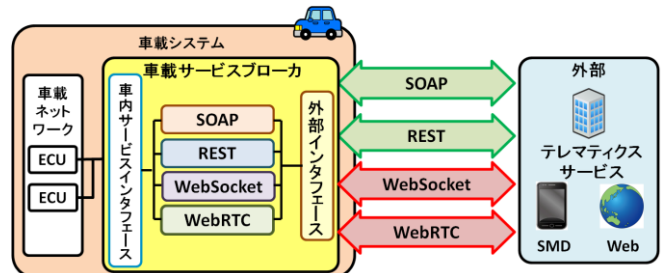 車載システム
車載サービスブローカ
車載
ネット
ワーク
ECU
ECU
車内サービスインタフェース
SOAP
REST
WebSocket
WebRTC
外部インタフェース
SOAP
REST
WebSocket
WebRTC
外部
テレマティクス
サービス
SMD
Web